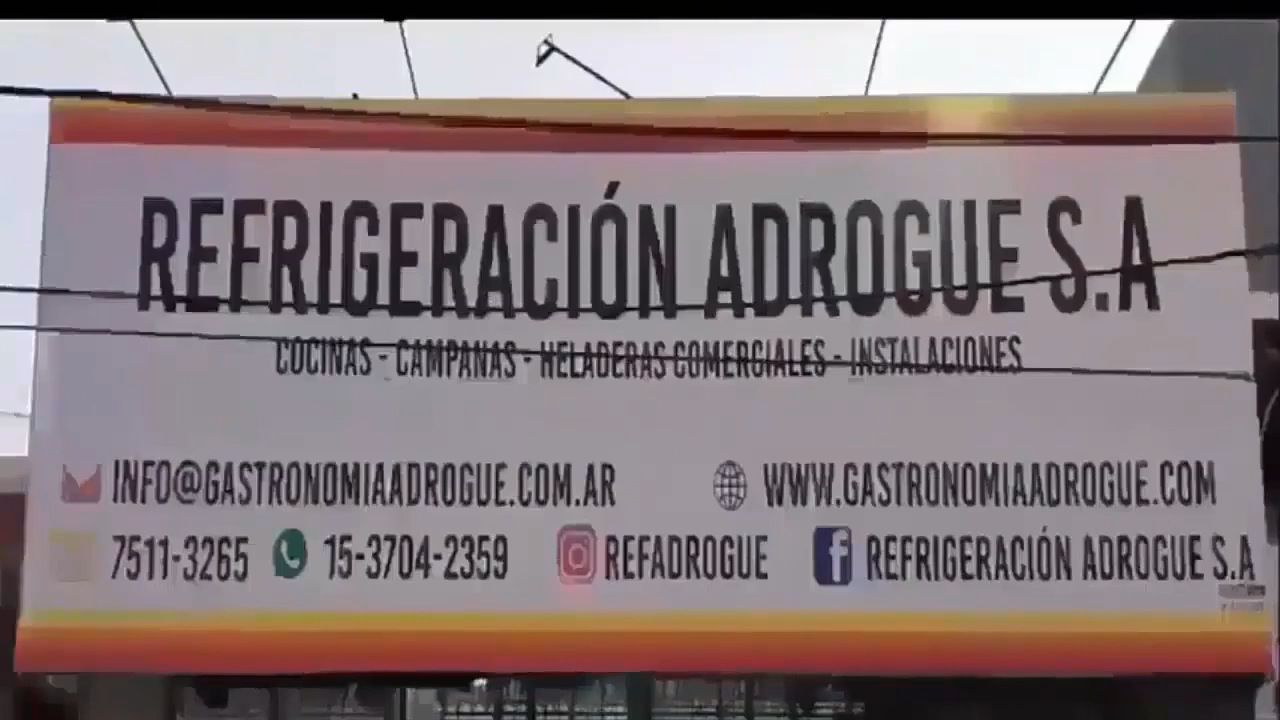 REFRIGERACIÓN ADROGUE S.A
COCINAS - CAMPANAS - HELADERAS COMERCIALES - INSTALACIONES
INFO@GASTRONOMIAADROGUE.COM.AR WWW.GASTRONOMIAADROGUE.COM
7511-3265 15-3704-2359 REFADROGUE REFRIGERACIÓN ADROGUE S.A